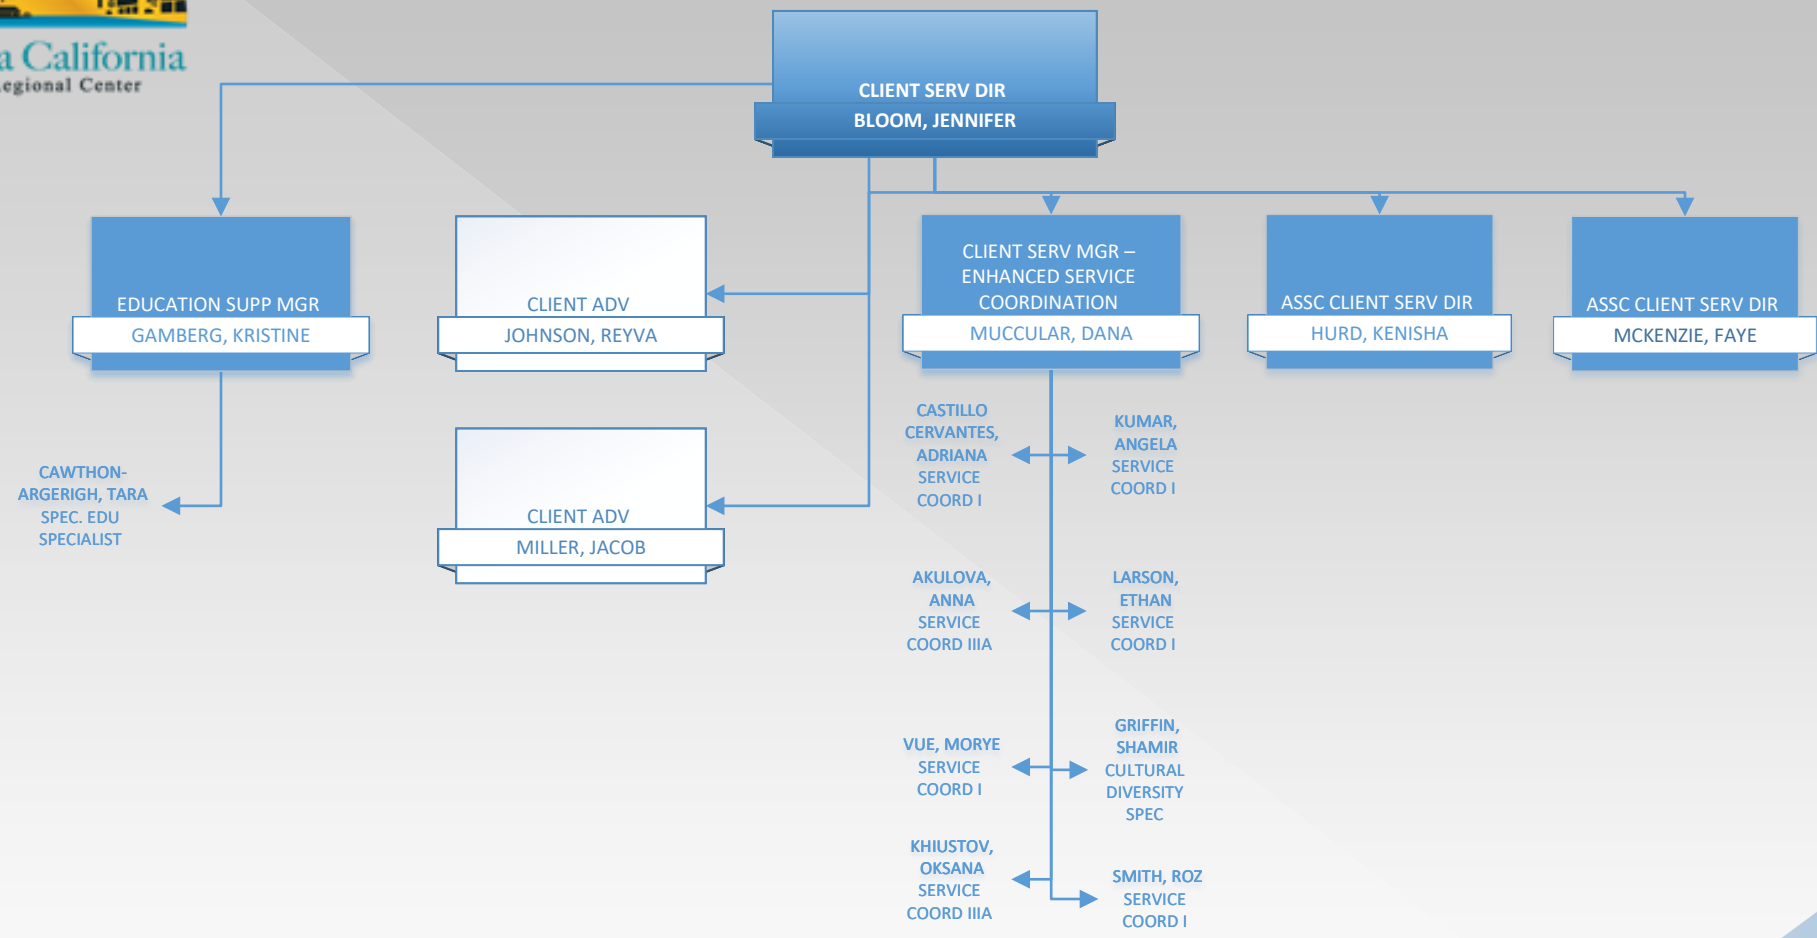 a California
egional Center
CLIENT SERV DIR
BLOOM, JENNIFER
EDUCATION SUPP MGR
GAMBERG, KRISTINE
CLIENT ADV
JOHNSON, REYVA
CLIENT SERV MGR –
ENHANCED SERVICE
COORDINATION
MUCCULAR, DANA
ASSC CLIENT SERV DIR
HURD, KENISHA
ASSC CLIENT SERV DIR
MCKENZIE, FAYE
CAWTHON-
ARGERIGH, TARA
SPEC. EDU
SPECIALIST
CLIENT ADV
MILLER, JACOB
CASTILLO
CERVANTES,
ADRIANA
SERVICE
COORD I
KUMAR,
ANGELA
SERVICE
COORD I
AKULOVA,
ANNA
SERVICE
COORD IIIA
LARSON,
ETHAN
SERVICE
COORD I
VUE, MORYE
SERVICE
COORD I
GRIFFIN,
SHAMIR
CULTURAL
DIVERSITY
SPEC
KHIUSTOV,
OKSANA
SERVICE
COORD IIIA
SMITH, ROZ
SERVICE
COORD I